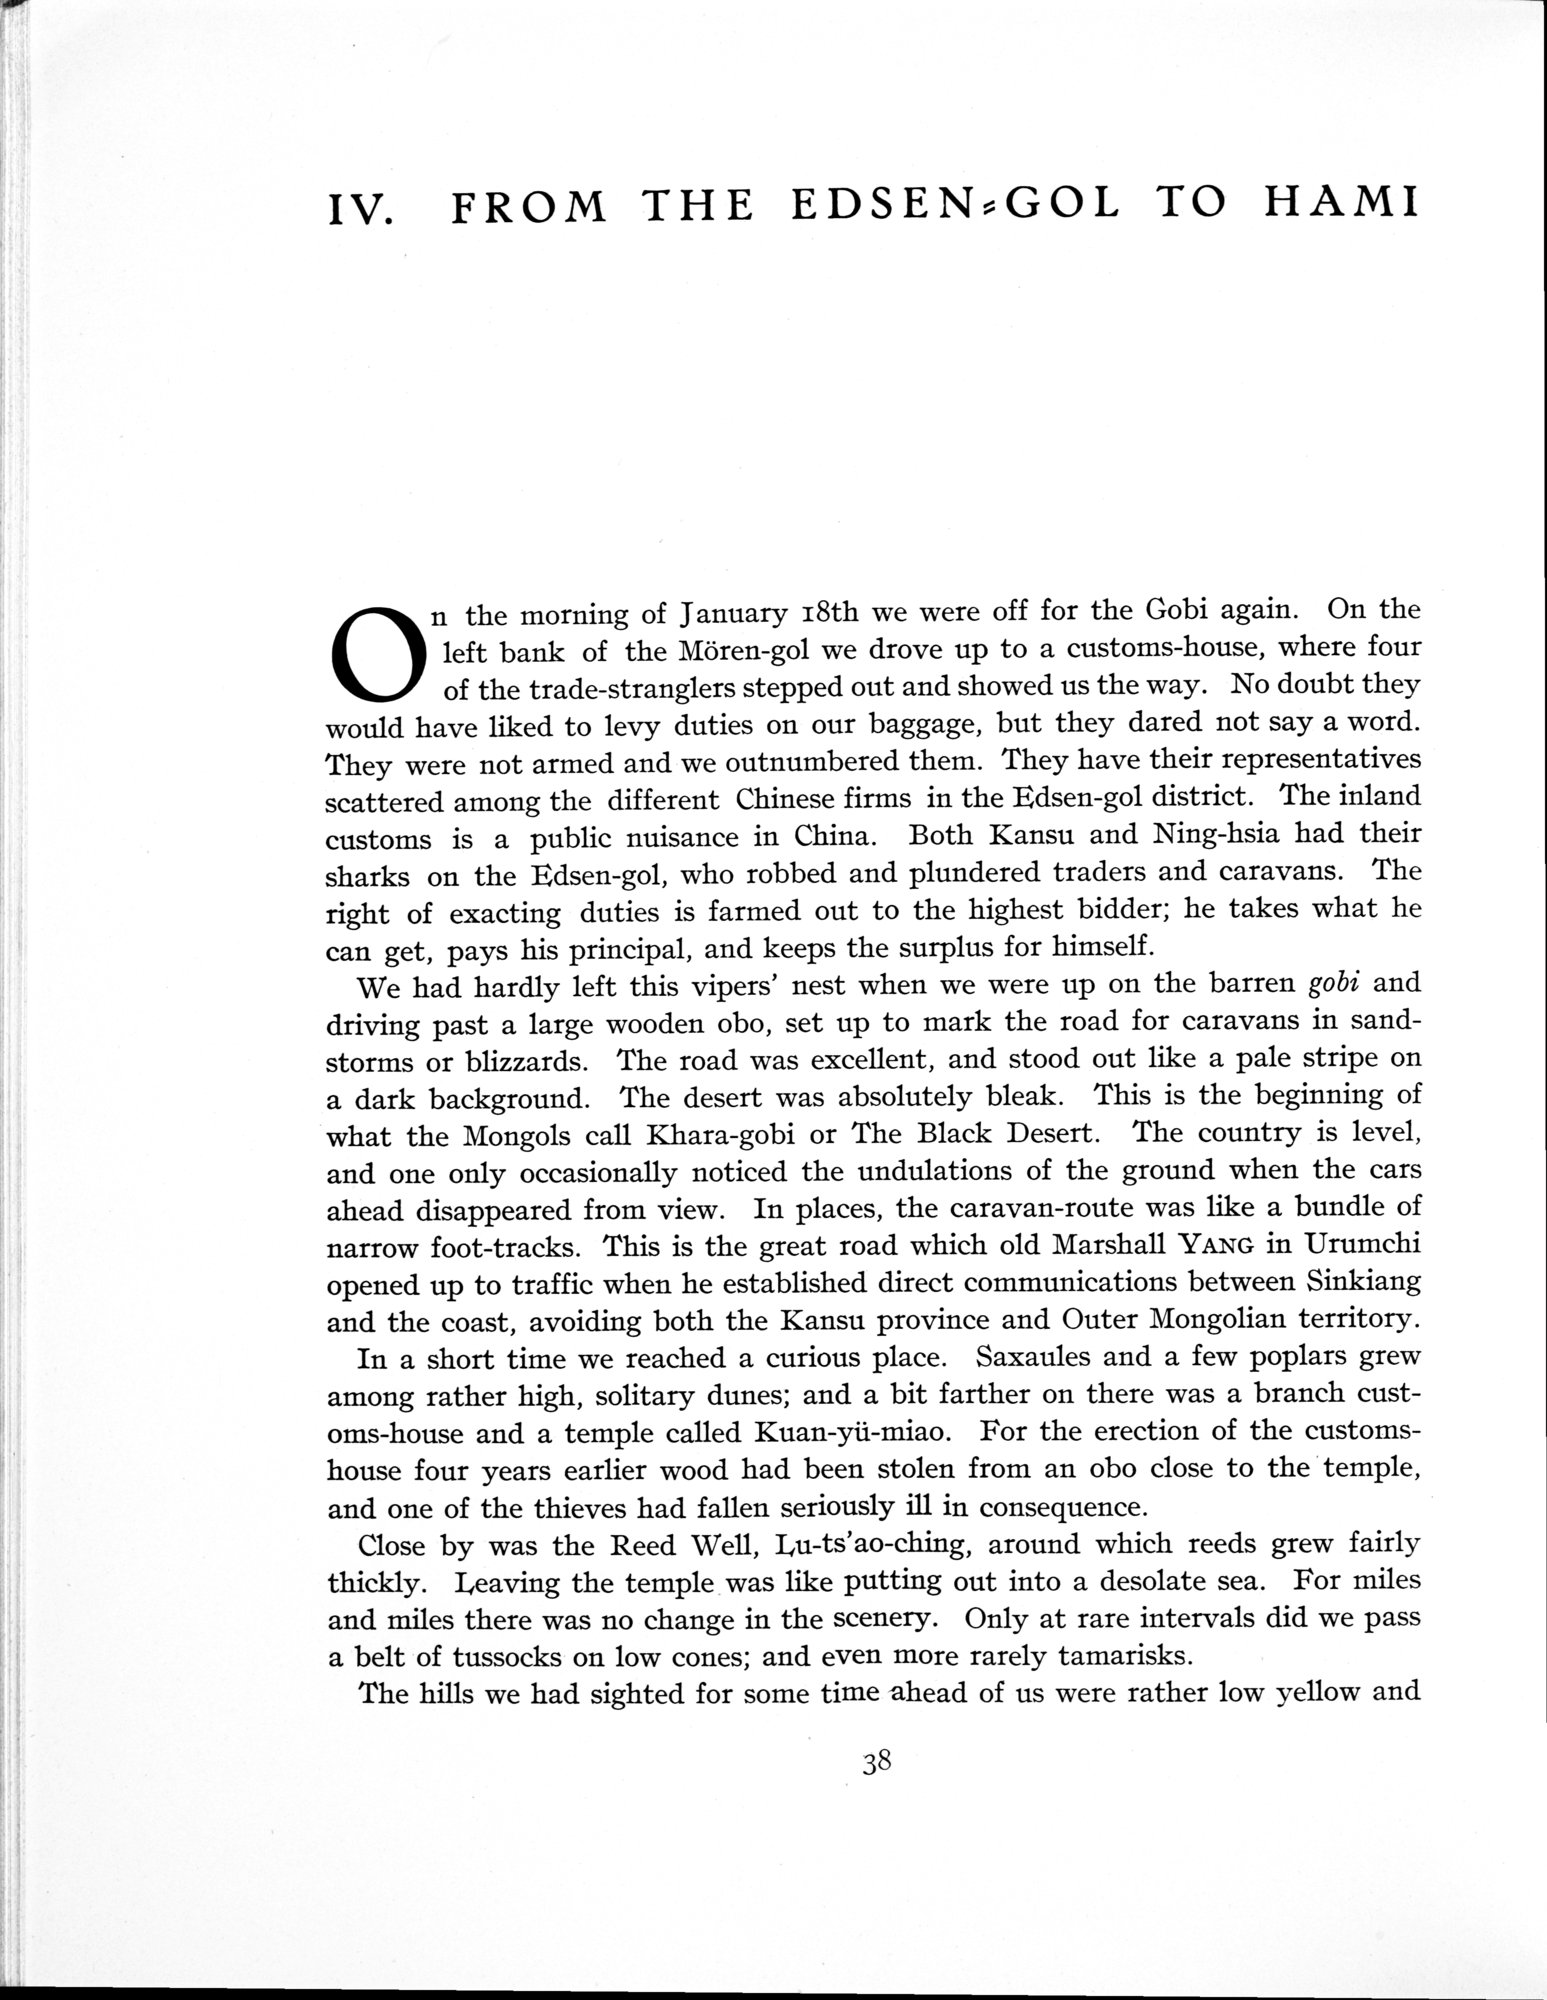 IV. FROM THE EDSEN-GOL TO HAMI
On the morning of January 18th we were off for the Gobi again. On the
left bank of the Mören-gol we drove up to a customs-house, where four
of the trade-stranglers stepped out and showed us the way. No doubt they
would have liked to levy duties on our baggage, but they dared not say a word.
They were not armed and we outnumbered them. They have their representatives
scattered among the different Chinese firms in the Edsen-gol district. The inland
customs is a public nuisance in China. Both Kansu and Ning-hsia had their
sharks on the Edsen-gol, who robbed and plundered traders and caravans. The
right of exacting duties is farmed out to the highest bidder; he takes what he
can get, pays his principal, and keeps the surplus for himself.
We had hardly left this vipers' nest when we were up on the barren gobi and
driving past a large wooden obo, set up to mark the road for caravans in sand-
storms or blizzards. The road was excellent, and stood out like a pale stripe on
a dark background. The desert was absolutely bleak. This is the beginning of
what the Mongols call Khara-gobi or The Black Desert. The country is level,
and one only occasionally noticed the undulations of the ground when the cars
ahead disappeared from view. In places, the caravan-route was like a bundle of
narrow foot-tracks. This is the great road which old Marshall YANG in Urumchi
opened up to traffic when he established direct communications between Sinkiang
and the coast, avoiding both the Kansu province and Outer Mongolian territory.
In a short time we reached a curious place. Saxaules and a few poplars grew
among rather high, solitary dunes; and a bit farther on there was a branch cust-
oms-house and a temple called Kuan-yü-miao. For the erection of the customs-
house four years earlier wood had been stolen from an obo close to the temple,
and one of the thieves had fallen seriously ill in consequence.
Close by was the Reed Well, Lu-ts'ao-ching, around which reeds grew fairly
thickly. Leaving the temple was like putting out into a desolate sea. For miles
and miles there was no change in the scenery. Only at rare intervals did we pass
a belt of tussocks on low cones; and even more rarely tamarisks.
The hills we had sighted for some time ahead of us were rather low yellow and
38